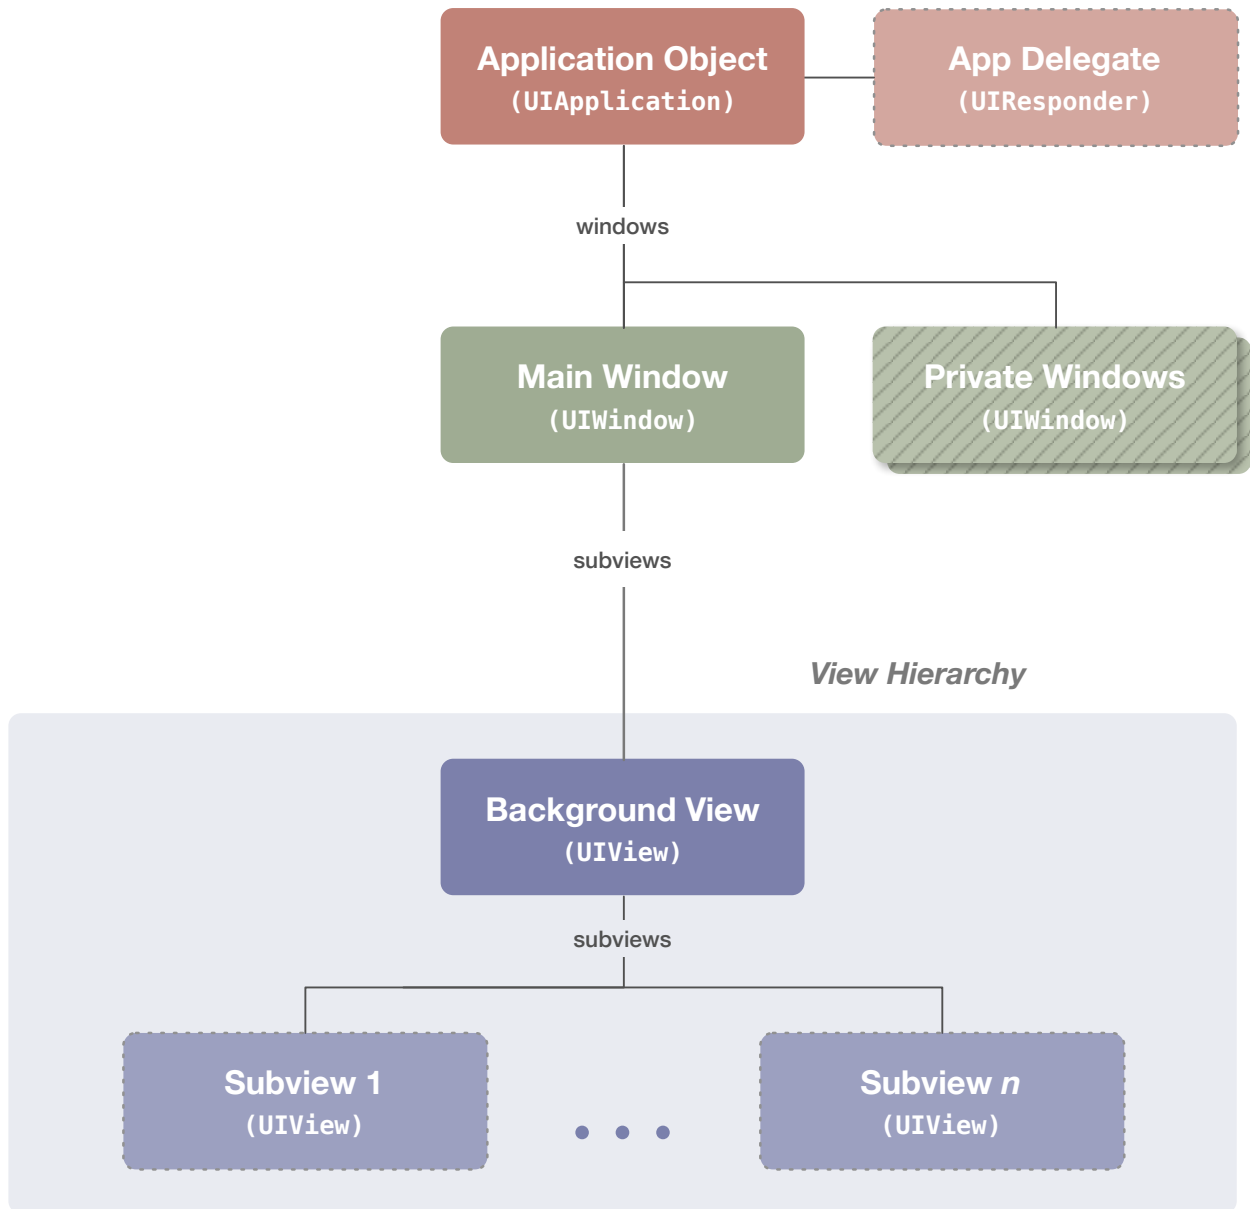 Application Object
(UIApplication)
App Delegate
(UIResponder)
windows
Main Window
(UIWindow)
Private Windows
(UIWindow)
subviews
View Hierarchy
Background View
(UIView)
subviews
Subview 1
(UIView)
• • •
Subview n
(UIView)